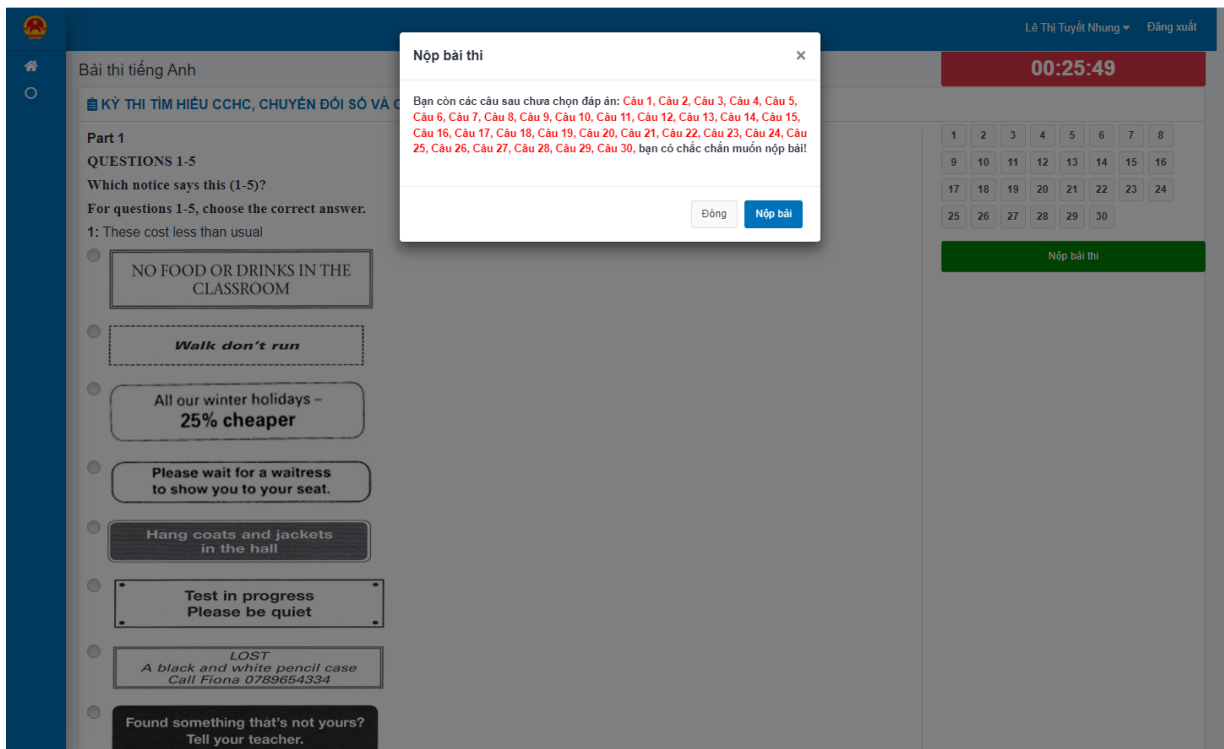 Lê Thị Tuyết Nhung
Đăng xuất
Bài thi tiếng Anh
00:25:49
KỲ THI TÌM HIỂU CCHC, CHUYỂN ĐỔI SỐ VÀ
Nộp bài thi
×
Bạn còn các câu sau chưa chọn đáp án: Câu 1, Câu 2, Câu 3, Câu 4, Câu 5,
Câu 6, Câu 7, Câu 8, Câu 9, Câu 10, Câu 11, Câu 12, Câu 13, Câu 14, Câu 15,
Câu 16, Câu 17, Câu 18, Câu 19, Câu 20, Câu 21, Câu 22, Câu 23, Câu 24, Câu
25, Câu 26, Câu 27, Câu 28, Câu 29, Câu 30, bạn có chắc chắn muốn nộp bài!
Đóng
Nộp bài
Part 1
QUESTIONS 1-5
Which notice says this (1-5)?
For questions 1-5, choose the correct answer.
1: These cost less than usual
NO FOOD OR DRINKS IN THE
CLASSROOM
Walk don't run
All our winter holidays –
25% cheaper
Please wait for a waitress
to show you to your seat.
Hang coats and jackets
in the hall
Test in progress
Please be quiet
LOST
A black and white pencil case
Call Fiona 0789654334
Found something that's not yours?
Tell your teacher.
1 2 3 4 5 6 7 8
9 10 11 12 13 14 15 16
17 18 19 20 21 22 23 24
25 26 27 28 29 30
Nộp bài thi